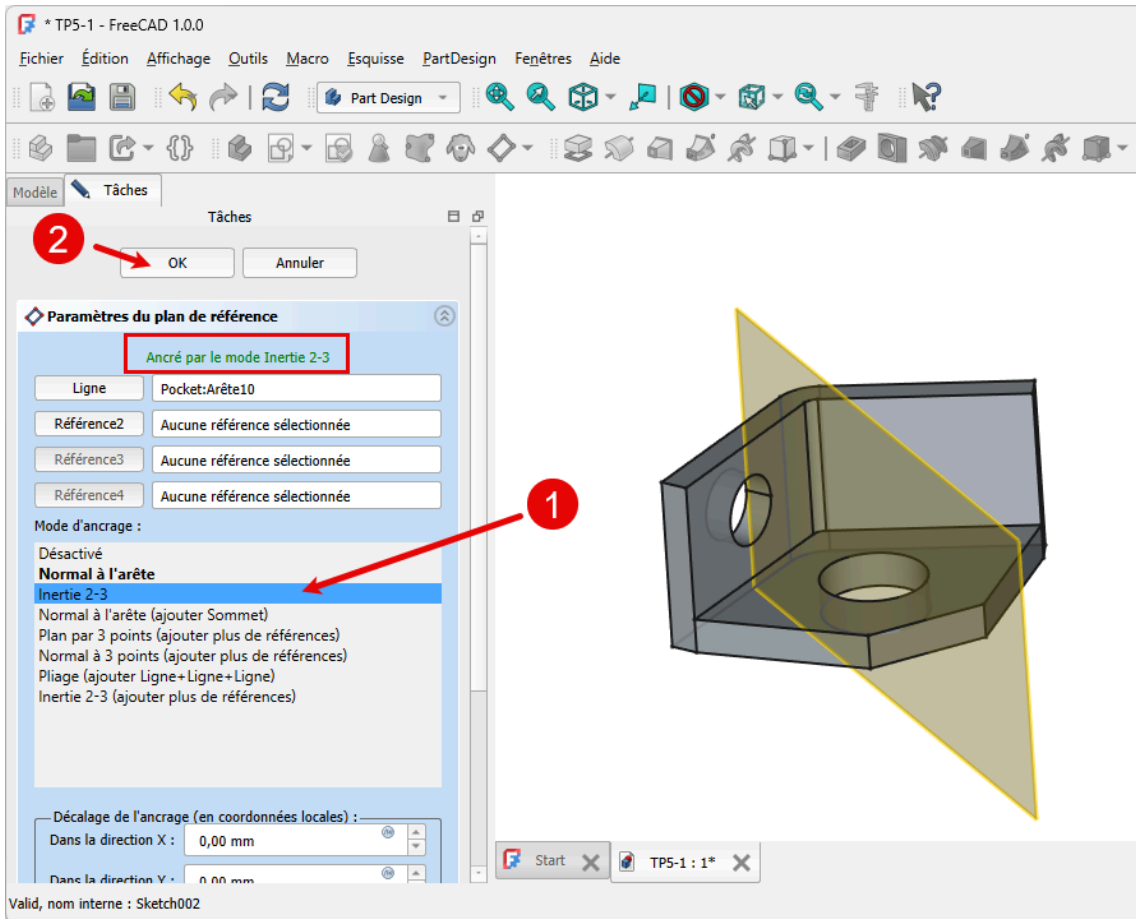 * TP5-1 - FreeCAD 1.0.0
Fichier Édition Affichage Outils Macro Esquisse PartDesign Fenêtres Aide
Part Design
Modèle Tâches
Tâches
2
OK Annuler
Paramètres du plan de référence
Ancré par le mode Inertie 2-3
Ligne Pocket:Arête10
Référence2 Aucune référence sélectionnée
Référence3 Aucune référence sélectionnée
Référence4 Aucune référence sélectionnée
1
Mode d'ancrage :
Désactivé
Normal à l'arête
Inertie 2-3
Normal à l'arête (ajouter Sommet)
Plan par 3 points (ajouter plus de références)
Normal à 3 points (ajouter plus de références)
Pliage (ajouter Ligne+Ligne+Ligne)
Inertie 2-3 (ajouter plus de références)
Décalage de l'ancrage (en coordonnées locales) :
Dans la direction X : 0,00 mm
Dans la direction Y : 0,00 mm
Start TP5-1 : 1*
Valid, nom interne : Sketch002